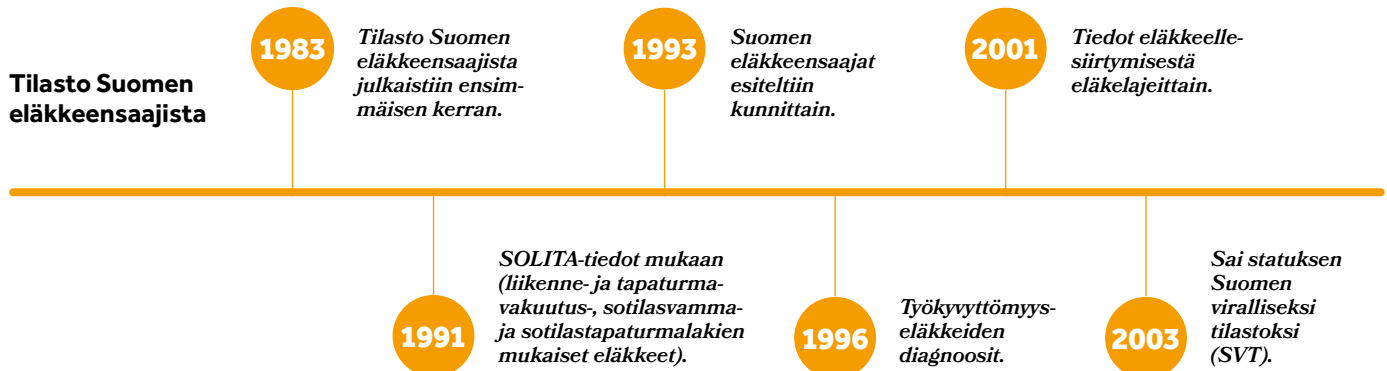 Tilasto Suomen
eläkkeensaajista
1983
Tilasto Suomen
eläkkeensaajista
julkaistiin ensim-
mäisen kerran.
1991
SOLITA-tiedot mukaan
(liikenne- ja tapaturma-
vakuutus-, sotilasvamma-
ja sotilastapaturmalakien
mukaiset eläkkeet).
1993
Suomen
eläkkeensaajat
esiteltiin
kunnittain.
1996
Työkyvyttömyys-
eläkkeiden
diagnoosit.
2001
Tiedot eläkkeelle-
siirtymisestä
eläkelajeittain.
2003
Sai statuksen
Suomen
viralliseksi
tilastoksi
(SVT).